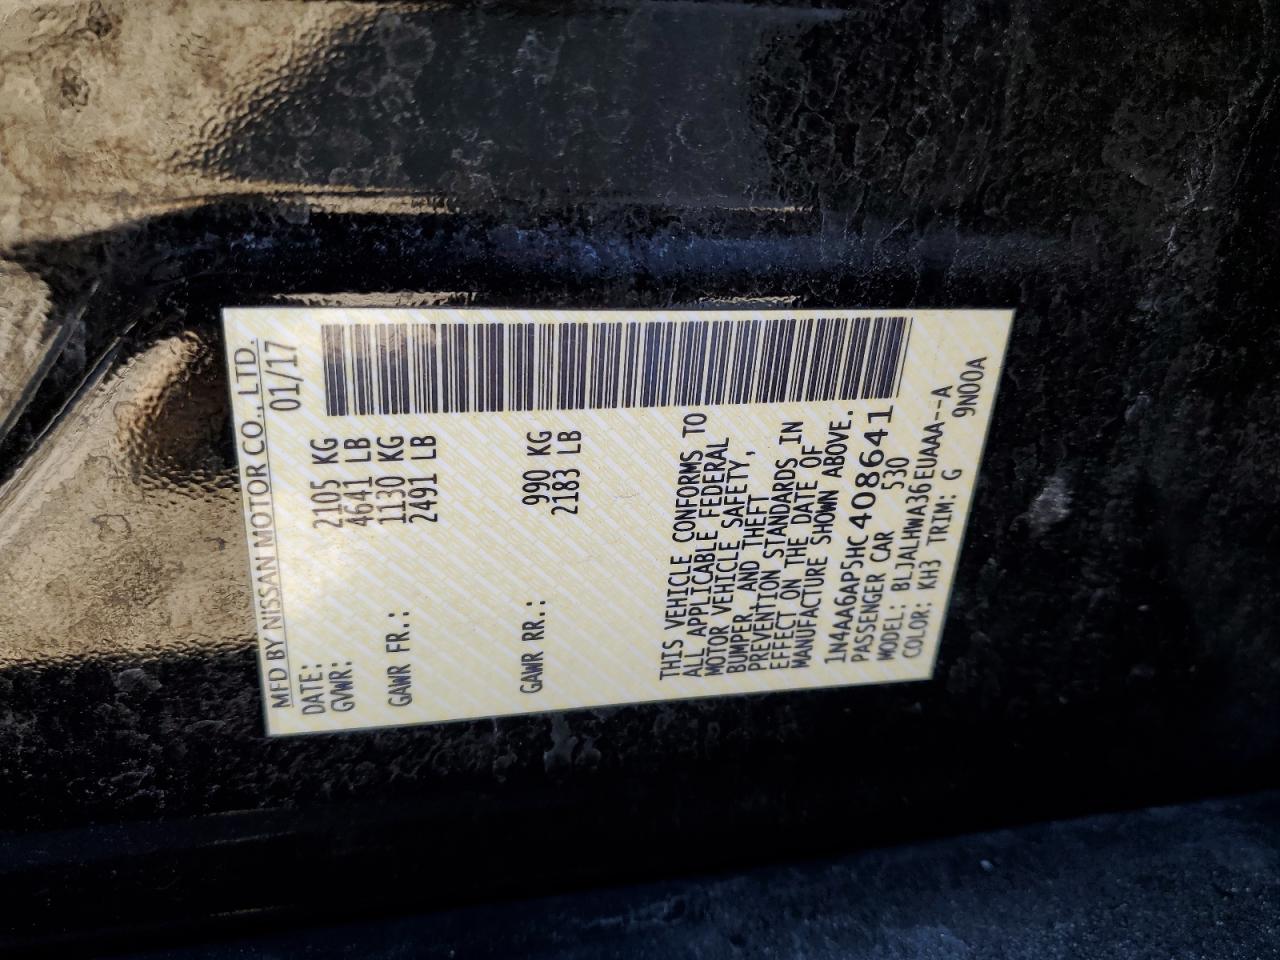 MFD BY NISSAN MOTOR CO., LTD.
DATE: 01/17
GVWR: 2105 KG
4641 LB
GAWR FR.: 1130 KG
2491 LB
GAWR RR.: 990 KG
2183 LB
THIS VEHICLE CONFORMS TO
ALL APPLICABLE FEDERAL
MOTOR VEHICLE SAFETY,
BUMPER, AND THEFT
PREVENTION STANDARDS IN
EFFECT ON THE DATE OF
MANUFACTURE SHOWN ABOVE.
1N4AA6AP5HC408641
PASSENGER CAR 530
MODEL: BLJALHWA36EUAAA--A
COLOR: KH3 TRIM: G 9N00A